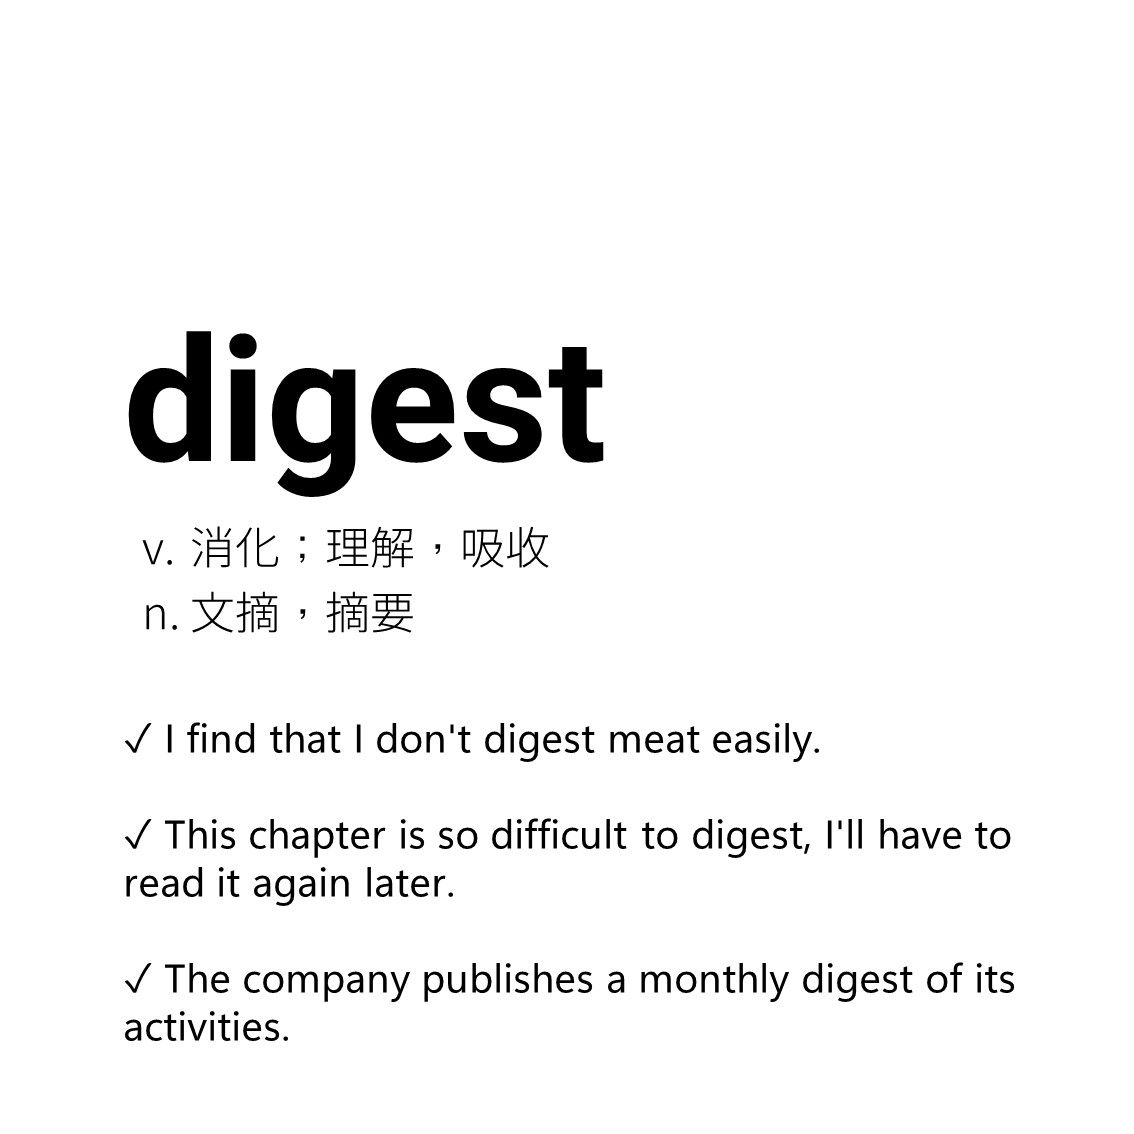 digest
v. 消化；理解，吸收
n. 文摘，摘要
✓ I find that I don't digest meat easily.
✓ This chapter is so difficult to digest, I'll have to
read it again later.
✓ The company publishes a monthly digest of its
activities.